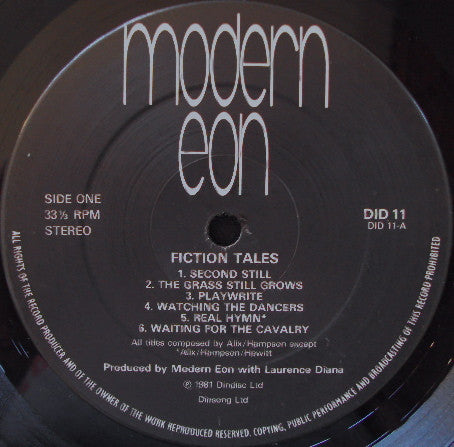 modern
eon
SIDE ONE
33⅓ RPM
STEREO
DID 11
DID 11-A
FICTION TALES
1. SECOND STILL
2. THE GRASS STILL GROWS
3. PLAYWRITE
4. WATCHING THE DANCERS
5. REAL HYMN*
6. WAITING FOR THE CAVALRY
All titles composed by Alix/Hampson except
*Alix/Hampson/Hewitt
Produced by Modern Eon with Laurence Diana
℗ 1981 Dindisc Ltd
Dinsong Ltd
ALL RIGHTS OF THE RECORD PRODUCER AND OF THE OWNER OF THE WORK REPRODUCED RESERVED. COPYING, PUBLIC PERFORMANCE AND BROADCASTING OF THIS RECORD PROHIBITED